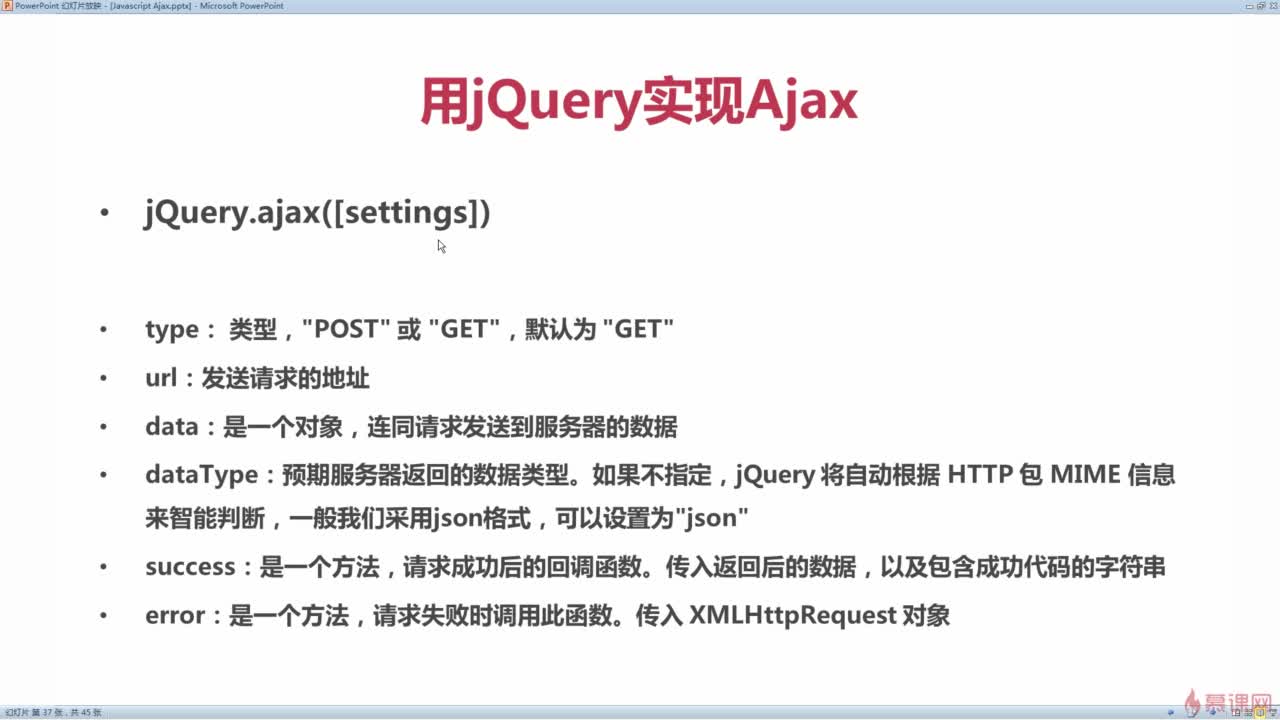 PowerPoint 幻灯片放映 - [Javascript Ajax.pptx] - Microsoft PowerPoint
用jQuery实现Ajax
• jQuery.ajax([settings])
• type： 类型，"POST" 或 "GET"，默认为 "GET"
• url：发送请求的地址
• data：是一个对象，连同请求发送到服务器的数据
• dataType：预期服务器返回的数据类型。如果不指定，jQuery 将自动根据 HTTP 包 MIME 信息
来智能判断，一般我们采用json格式，可以设置为"json"
• success：是一个方法，请求成功后的回调函数。传入返回后的数据，以及包含成功代码的字符串
• error：是一个方法，请求失败时调用此函数。传入 XMLHttpRequest 对象
幻灯片 第 37 张，共 45 张
慕课网